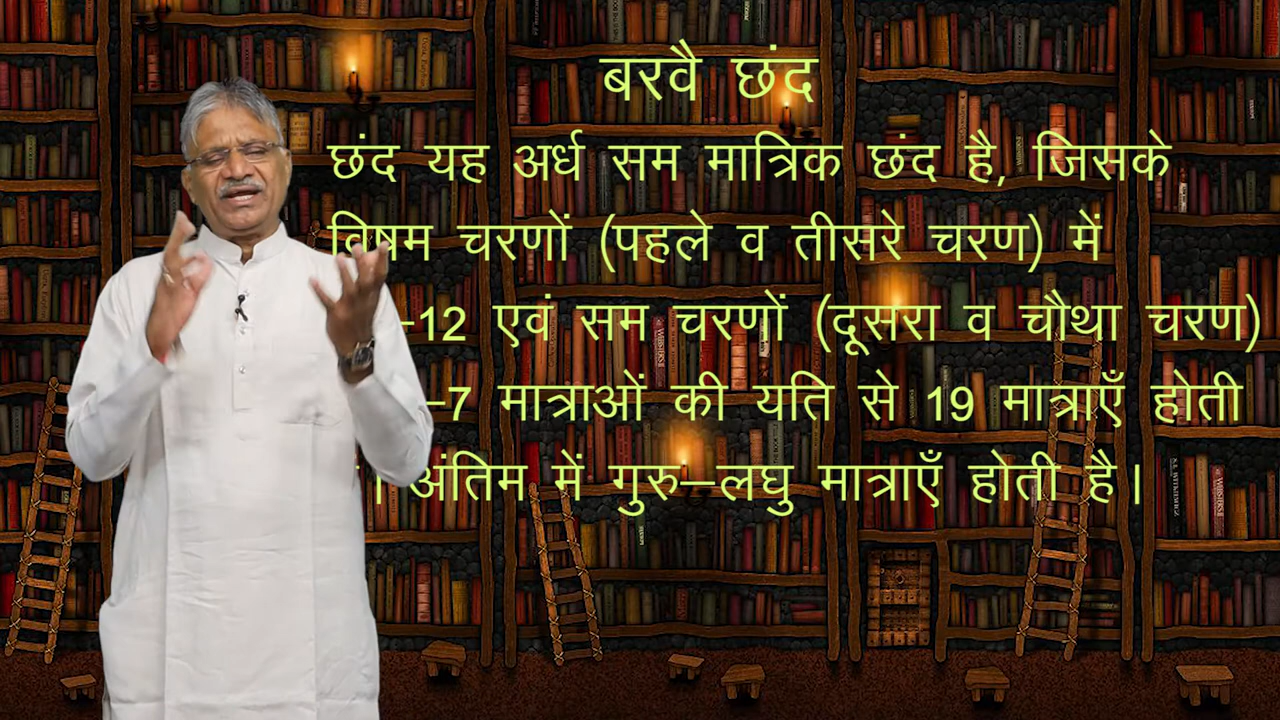 बरवै छंद
छंद यह अर्ध सम मात्रिक छंद है, जिसके
विषम चरणों (पहले व तीसरे चरण) में
–12 एवं सम चरणों (दूसरा व चौथा चरण)
–7 मात्राओं की यति से 19 मात्राएँ होती
। अंतिम में गुरु–लघु मात्राएँ होती है।